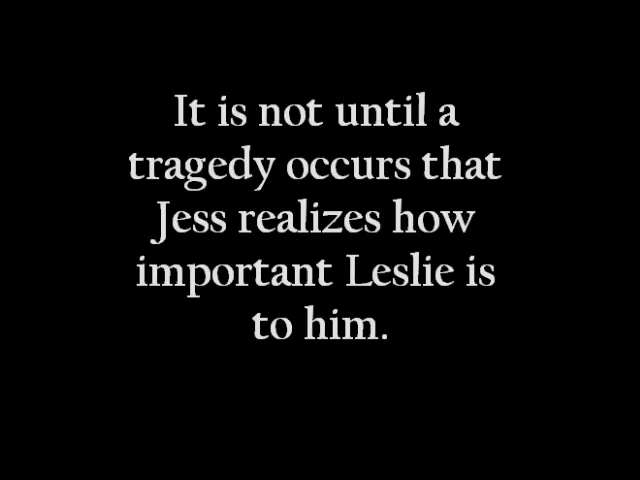 It is not until a
tragedy occurs that
Jess realizes how
important Leslie is
to him.